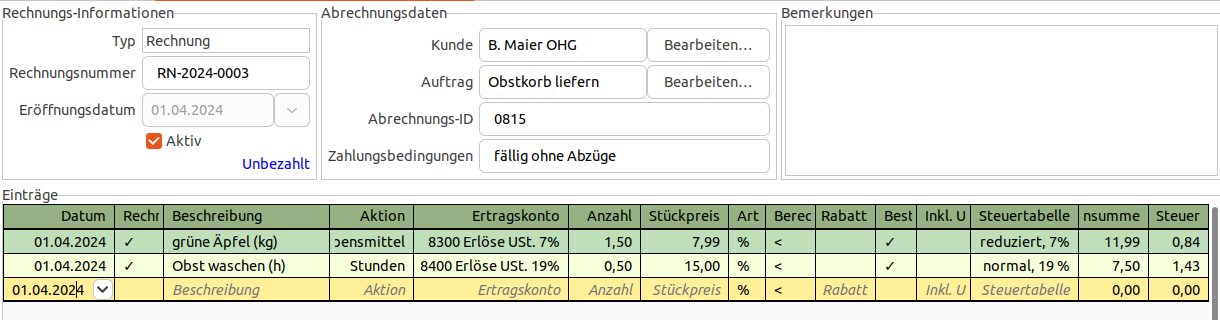 Rechnungs-Informationen
Typ Rechnung
Rechnungsnummer RN-2024-0003
Eröffnungsdatum 01.04.2024
Aktiv
Unbezahlt
Abrechnungsdaten
Kunde B. Maier OHG Bearbeiten…
Auftrag Obstkorb liefern Bearbeiten…
Abrechnungs-ID 0815
Zahlungsbedingungen fällig ohne Abzüge
Bemerkungen
Einträge
Datum Rechr Beschreibung Aktion Ertragskonto Anzahl Stückpreis Art Berec Rabatt Best Inkl. U Steuertabelle nsumme Steuer
01.04.2024 ✓ grüne Äpfel (kg) pensmittel 8300 Erlöse USt. 7% 1,50 7,99 % < ✓ reduziert, 7% 11,99 0,84
01.04.2024 ✓ Obst waschen (h) Stunden 8400 Erlöse USt. 19% 0,50 15,00 % < ✓ normal, 19 % 7,50 1,43
01.04.2024 Beschreibung Aktion Ertragskonto Anzahl Stückpreis % < Rabatt Inkl. U Steuertabelle 0,00 0,00